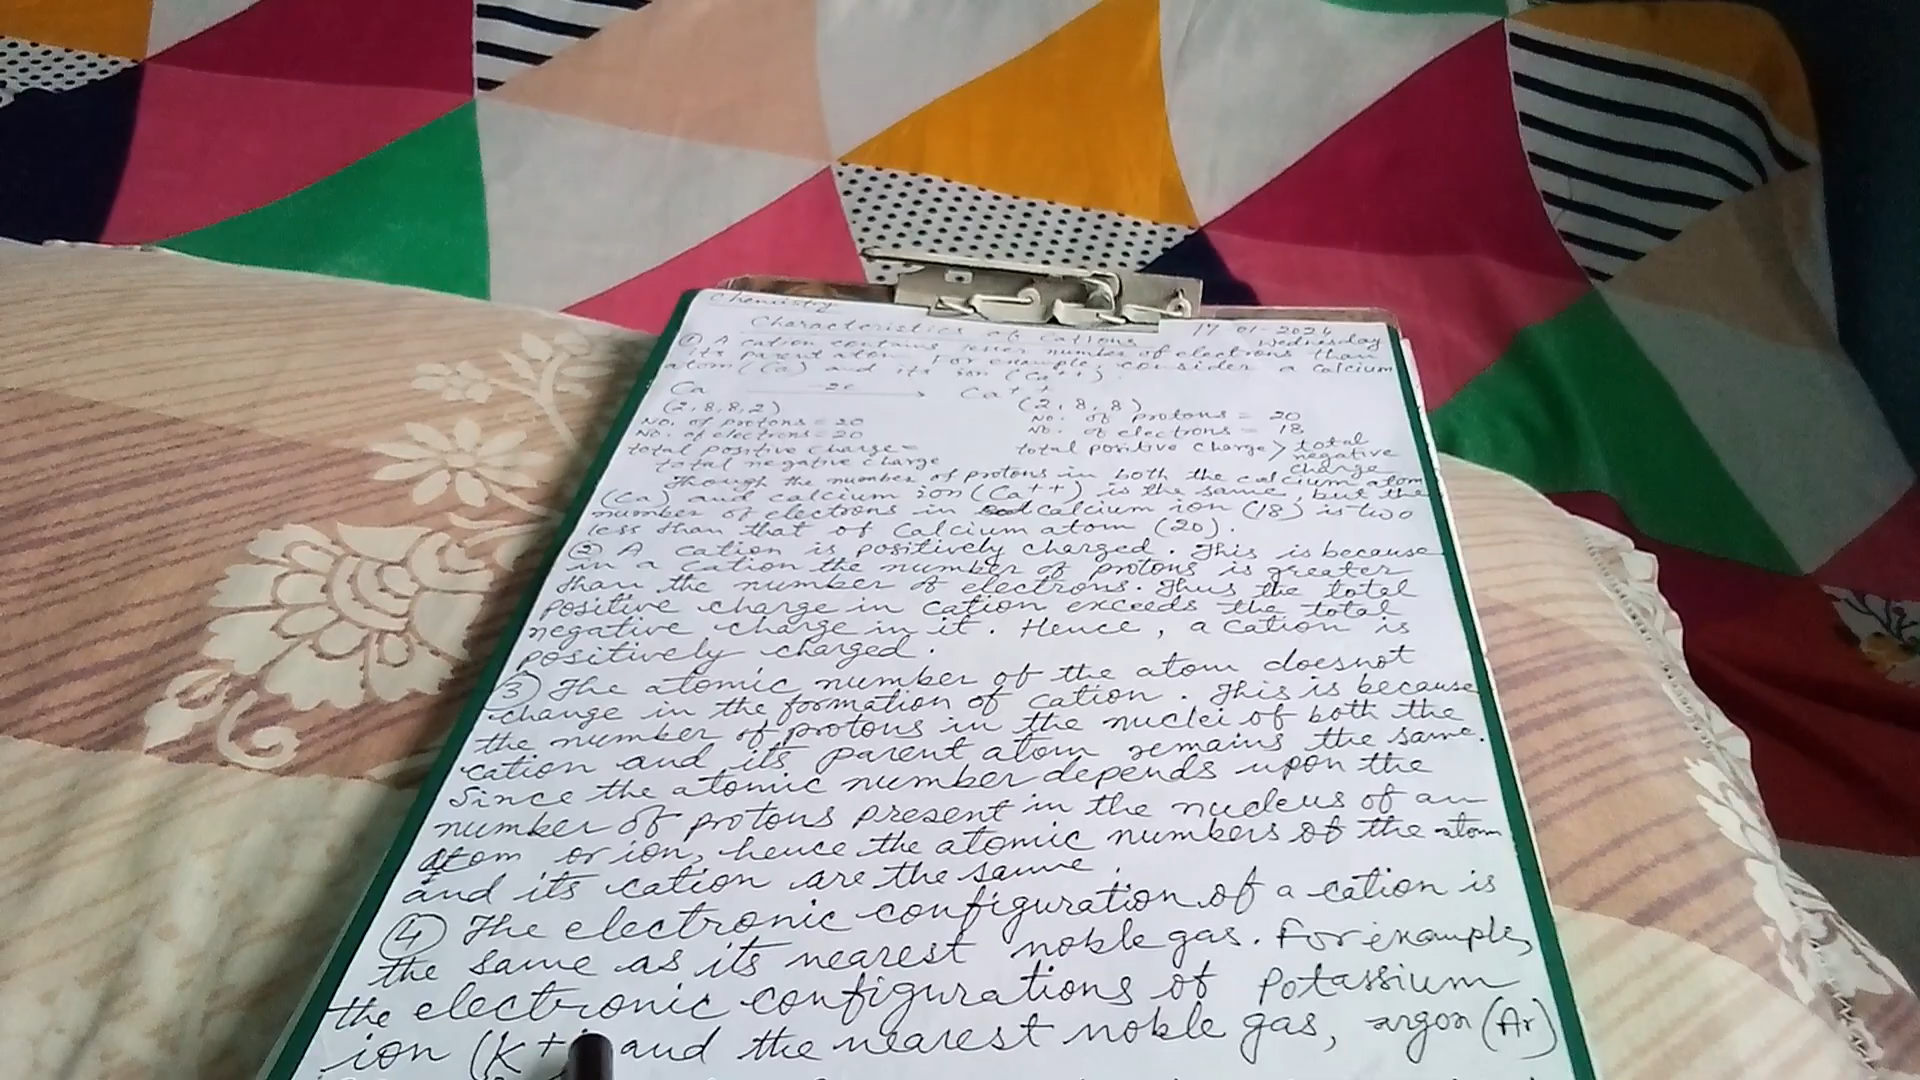 Chemistry
Characteristics of Cations
17-01-2024
Wednesday
① A cation contains lesser number of electrons than
its parent atom. For example, consider a Calcium
atom (Ca) and its ion (Ca++).
Ca -2e Ca++
(2,8,8,2) (2,8,8)
No. of protons = 20 No. of protons = 20
No. of electrons = 20 No. of electrons = 18
total positive charge = total positive charge > total
total negative charge negative
charge
Though the number of protons in both the calcium atom
(Ca) and calcium ion (Ca++) is the same, but the
number of electrons in calcium ion (18) is two
less than that of Calcium atom (20).
② A cation is positively charged. This is because
in a cation the number of protons is greater
than the number of electrons. Thus the total
positive charge in cation exceeds the total
negative charge in it. Hence, a cation is
positively charged.
③ The atomic number of the atom doesnot
change in the formation of cation. This is because
the number of protons in the nuclei of both the
cation and its parent atom remains the same.
Since the atomic number depends upon the
number of protons present in the nucleus of an
atom or ion, hence the atomic numbers of the atom
and its cation are the same.
④ The electronic configuration of a cation is
the same as its nearest noble gas. For example,
the electronic configurations of Potassium
ion (K+ and the nearest noble gas, argon (Ar)